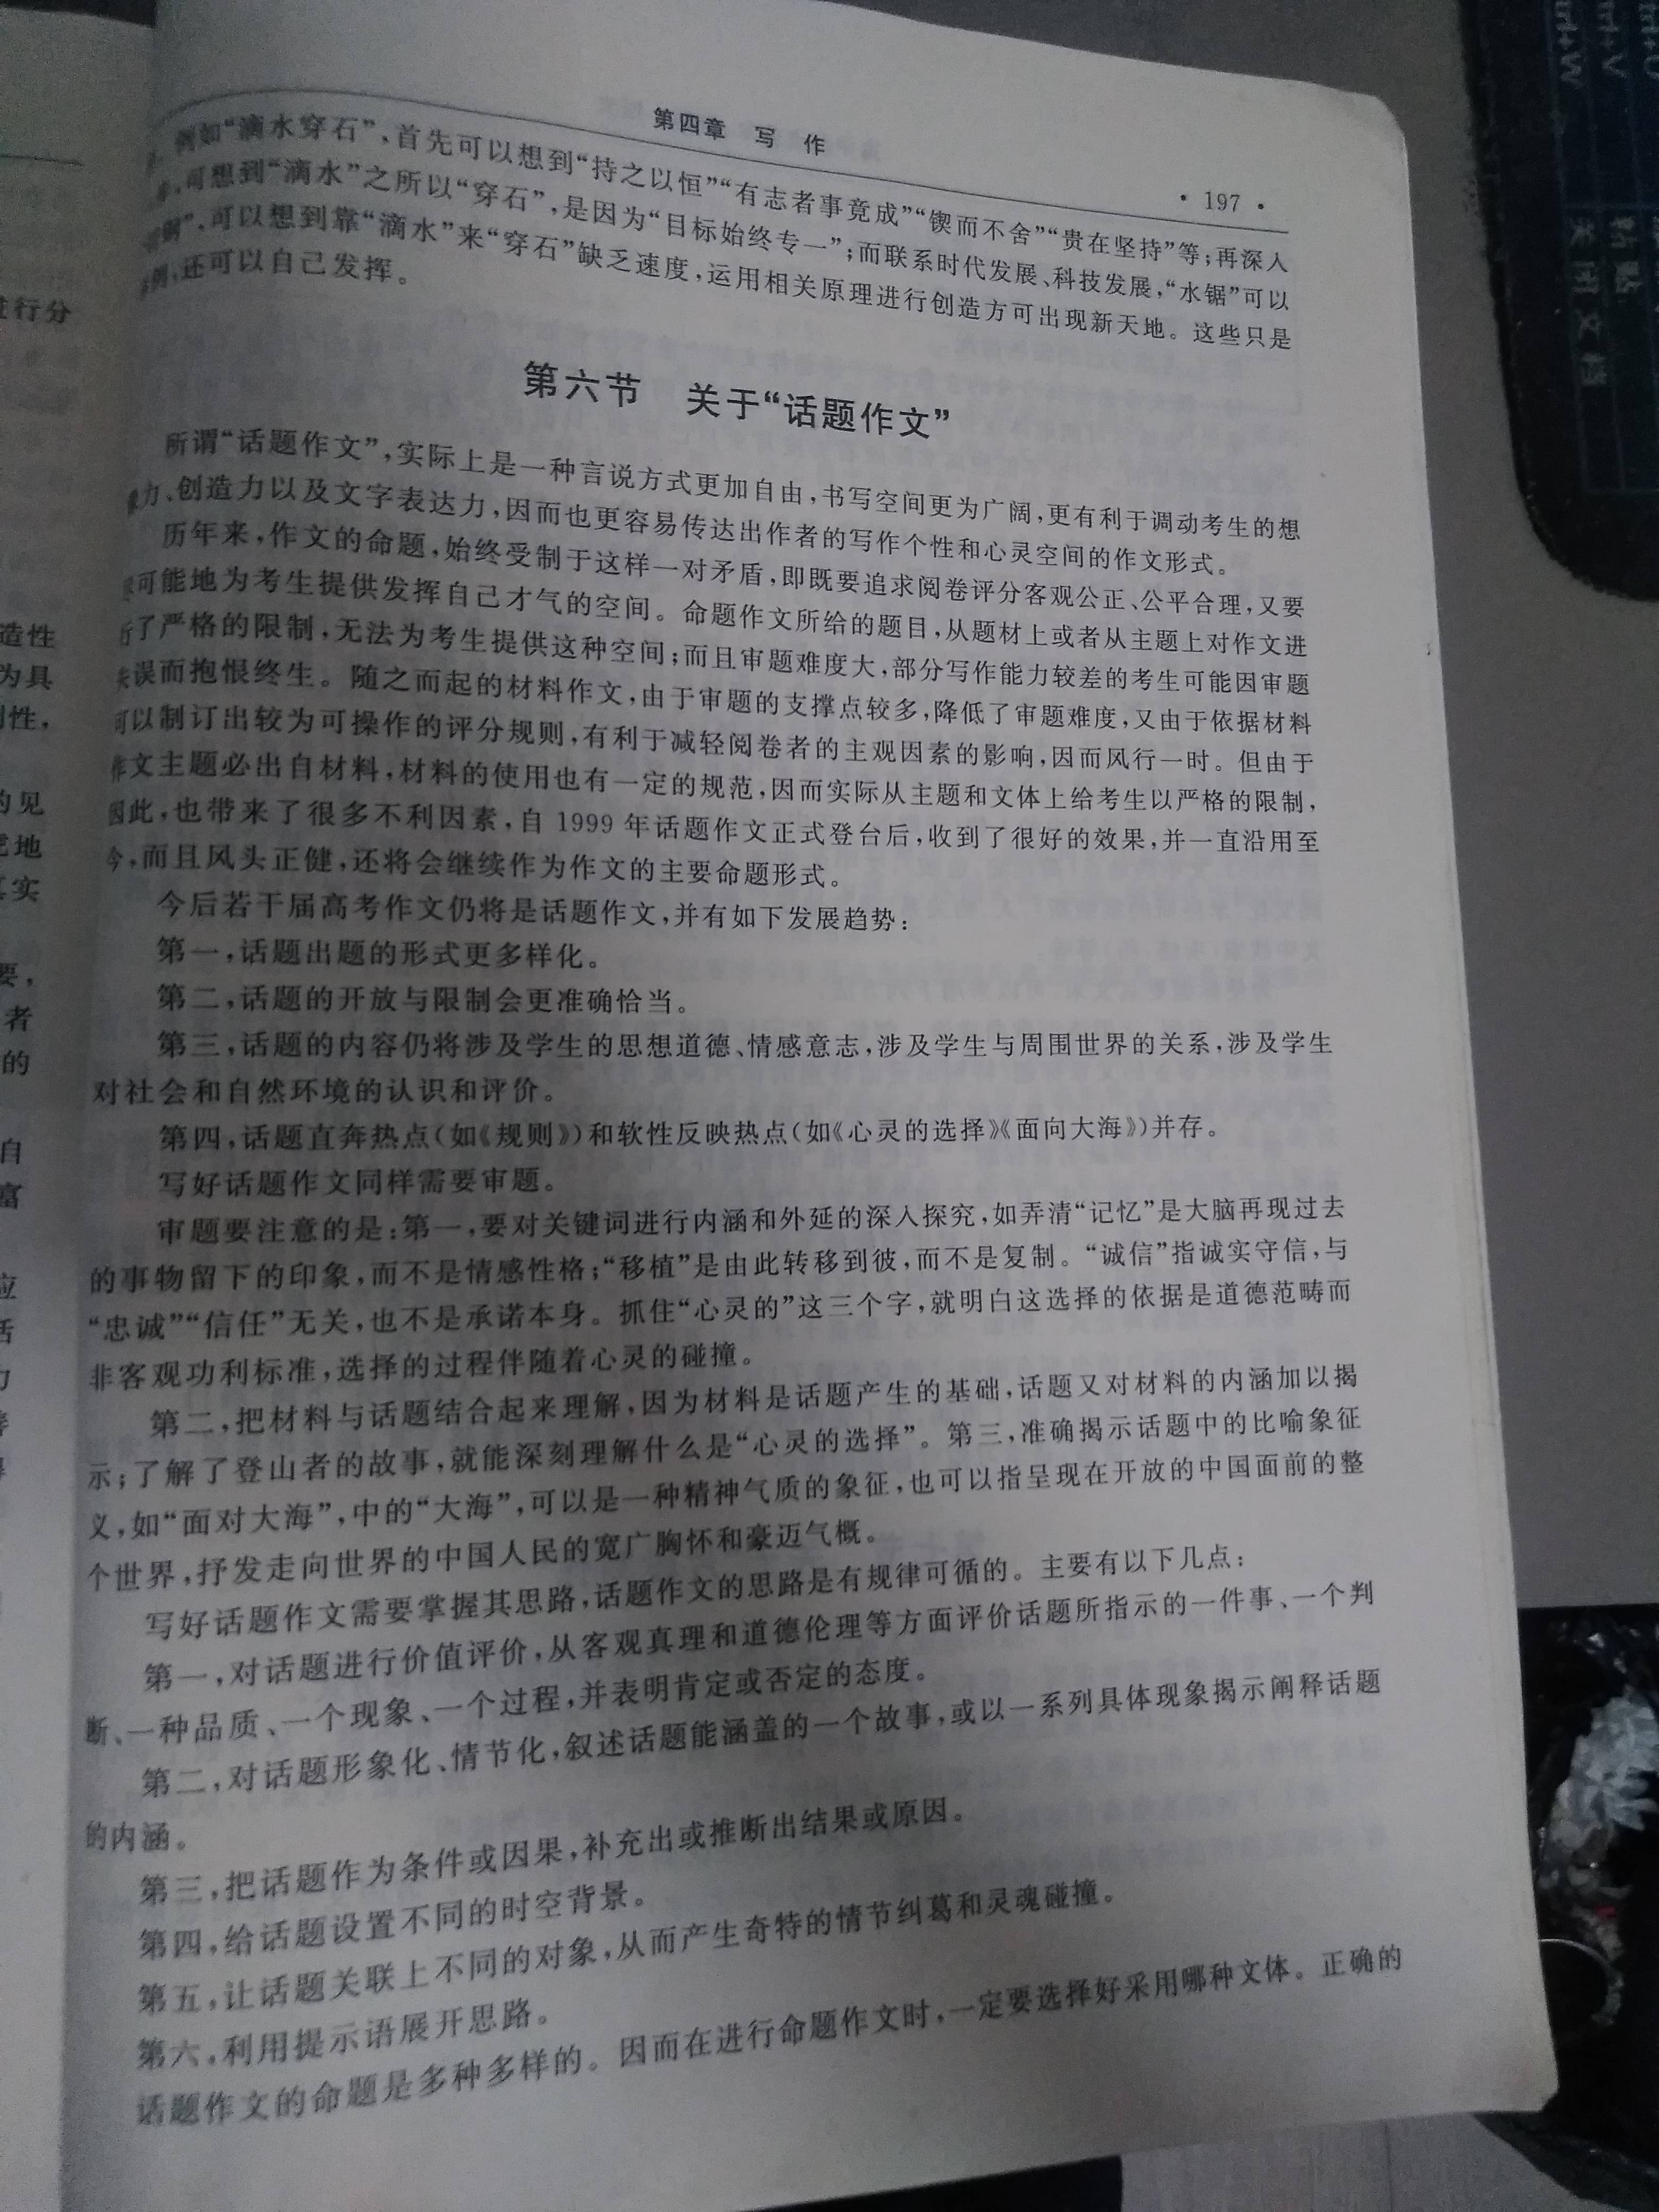 第四章 写 作
· 197 ·
例如“滴水穿石”，首先可以想到“持之以恒”“有志者事竟成”“锲而不舍”“贵在坚持”等；再深入
可想到“滴水”之所以“穿石”，是因为“目标始终专一”；而联系时代发展、科技发展，“水锯”可以
”，可以想到靠“滴水”来“穿石”缺乏速度，运用相关原理进行创造方可出现新天地。这些只是
例，还可以自己发挥。
第六节 关于“话题作文”
所谓“话题作文”，实际上是一种言说方式更加自由，书写空间更为广阔，更有利于调动考生的想
力、创造力以及文字表达力，因而也更容易传达出作者的写作个性和心灵空间的作文形式。
历年来，作文的命题，始终受制于这样一对矛盾，即既要追求阅卷评分客观公正、公平合理，又要
可能地为考生提供发挥自己才气的空间。命题作文所给的题目，从题材上或者从主题上对作文进
行了严格的限制，无法为考生提供这种空间；而且审题难度大，部分写作能力较差的考生可能因审题
失误而抱恨终生。随之而起的材料作文，由于审题的支撑点较多，降低了审题难度，又由于依据材料
可以制订出较为可操作的评分规则，有利于减轻阅卷者的主观因素的影响，因而风行一时。但由于
作文主题必出自材料，材料的使用也有一定的规范，因而实际从主题和文体上给考生以严格的限制，
因此，也带来了很多不利因素，自 1999 年话题作文正式登台后，收到了很好的效果，并一直沿用至
今，而且风头正健，还将会继续作为作文的主要命题形式。
今后若干届高考作文仍将是话题作文，并有如下发展趋势：
第一，话题出题的形式更多样化。
第二，话题的开放与限制会更准确恰当。
第三，话题的内容仍将涉及学生的思想道德、情感意志，涉及学生与周围世界的关系，涉及学生
对社会和自然环境的认识和评价。
第四，话题直奔热点（如《规则》）和软性反映热点（如《心灵的选择》《面向大海》）并存。
写好话题作文同样需要审题。
审题要注意的是：第一，要对关键词进行内涵和外延的深入探究，如弄清“记忆”是大脑再现过去
的事物留下的印象，而不是情感性格；“移植”是由此转移到彼，而不是复制。“诚信”指诚实守信，与
“忠诚”“信任”无关，也不是承诺本身。抓住“心灵的”这三个字，就明白这选择的依据是道德范畴而
非客观功利标准，选择的过程伴随着心灵的碰撞。
第二，把材料与话题结合起来理解，因为材料是话题产生的基础，话题又对材料的内涵加以揭
示；了解了登山者的故事，就能深刻理解什么是“心灵的选择”。第三，准确揭示话题中的比喻象征
义，如“面对大海”，中的“大海”，可以是一种精神气质的象征，也可以指呈现在开放的中国面前的整
个世界，抒发走向世界的中国人民的宽广胸怀和豪迈气概。
写好话题作文需要掌握其思路，话题作文的思路是有规律可循的。主要有以下几点：
第一，对话题进行价值评价，从客观真理和道德伦理等方面评价话题所指示的一件事、一个判
断、一种品质、一个现象、一个过程，并表明肯定或否定的态度。
第二，对话题形象化、情节化，叙述话题能涵盖的一个故事，或以一系列具体现象揭示阐释话题
的内涵。
第三，把话题作为条件或因果，补充出或推断出结果或原因。
第四，给话题设置不同的时空背景。
第五，让话题关联上不同的对象，从而产生奇特的情节纠葛和灵魂碰撞。
第六，利用提示语展开思路。
话题作文的命题是多种多样的。因而在进行命题作文时，一定要选择好采用哪种文体。正确的
进行分
造性
为具
性，
的见
地
实
要，
者
的
自
富
应
trl+V
trl+W
粘贴
关闭文档